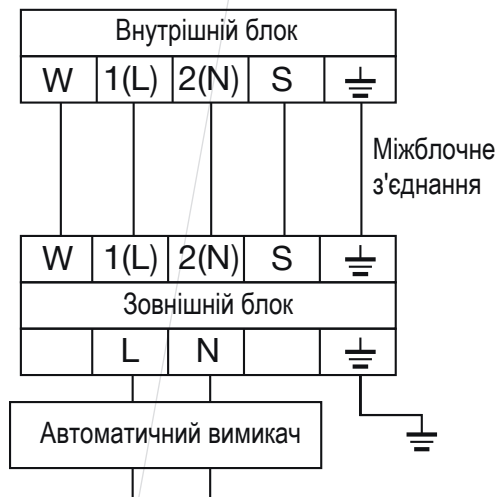 Внутрішній блок
W 1(L) 2(N) S
Міжблочне
з'єднання
W 1(L) 2(N) S
Зовнішній блок
L N
Автоматичний вимикач